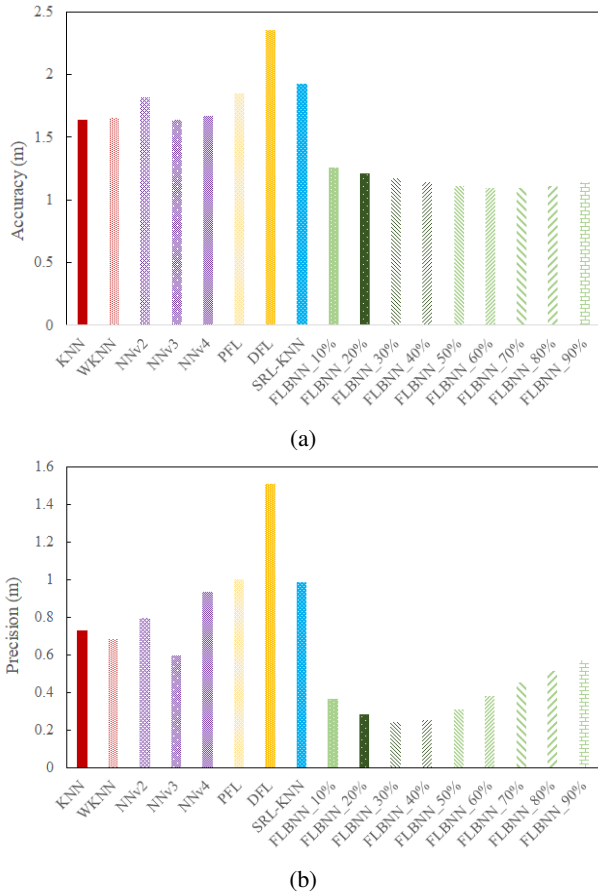 2.5
2
1.5
1
0.5
0
Accuracy (m)
KNN
WKNN
NNv2
NNv3
NNv4
PFL
DFL
SRL-KNN
FLBNN_10%
FLBNN_20%
FLBNN_30%
FLBNN_40%
FLBNN_50%
FLBNN_60%
FLBNN_70%
FLBNN_80%
FLBNN_90%
(a)
1.6
1.4
1.2
1
0.8
0.6
0.4
0.2
0
Precision (m)
KNN
WKNN
NNv2
NNv3
NNv4
PFL
DFL
SRL-KNN
FLBNN_10%
FLBNN_20%
FLBNN_30%
FLBNN_40%
FLBNN_50%
FLBNN_60%
FLBNN_70%
FLBNN_80%
FLBNN_90%
(b)